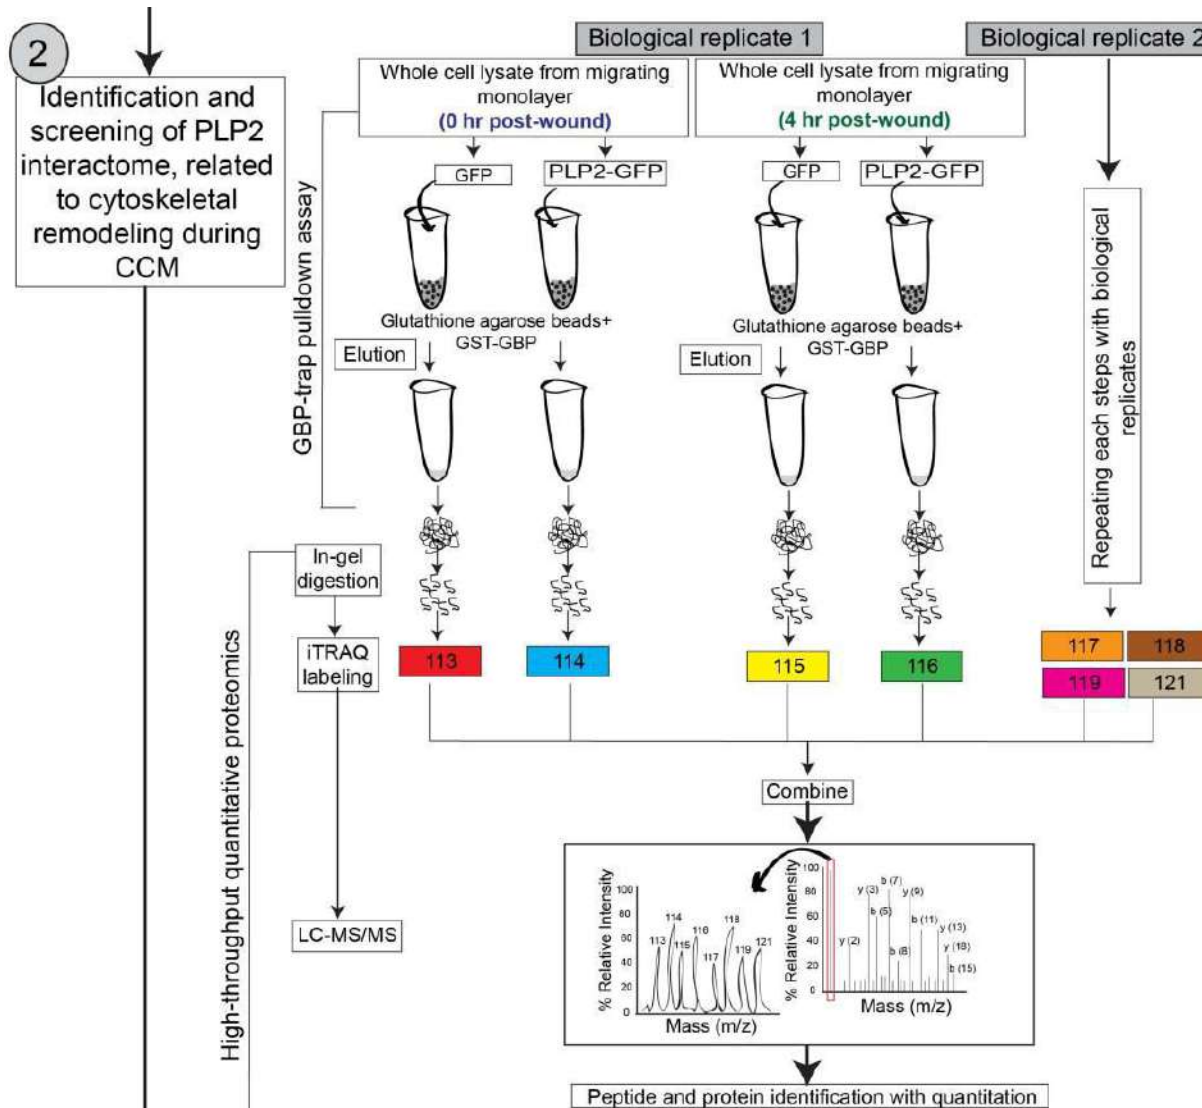 2
Identification and
screening of PLP2
interactome, related
to cytoskeletal
remodeling during
CCM
Biological replicate 1
Biological replicate 2
Whole cell lysate from migrating
monolayer
(0 hr post-wound)
Whole cell lysate from migrating
monolayer
(4 hr post-wound)
GFP
PLP2-GFP
GFP
PLP2-GFP
GBP-trap pulldown assay
Glutathione agarose beads+
GST-GBP
Elution
Glutathione agarose beads+
GST-GBP
Elution
Repeating each steps with biological
replicates
High-throughput quantitative proteomics
In-gel
digestion
iTRAQ
labeling
LC-MS/MS
113
114
115
116
117
118
119
121
Combine
% Relative Intensity
100
80
60
40
20
0
113
114
115
116
117
118
119
121
Mass (m/z)
% Relative Intensity
100
80
60
40
20
0
y (2)
y (3)
b (5)
b (7)
b (8)
y (9)
b (11)
y (13)
y (18)
b (15)
Mass (m/z)
Peptide and protein identification with quantitation